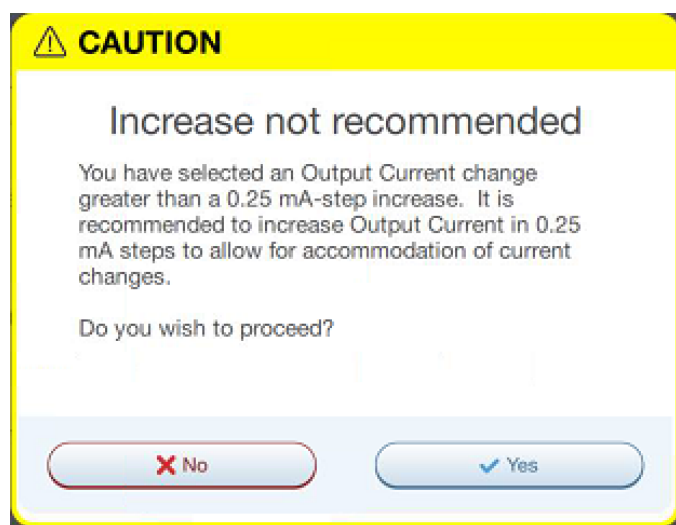 CAUTION
Increase not recommended
You have selected an Output Current change
greater than a 0.25 mA-step increase.  It is
recommended to increase Output Current in 0.25
mA steps to allow for accommodation of current
changes.
Do you wish to proceed?
No
Yes